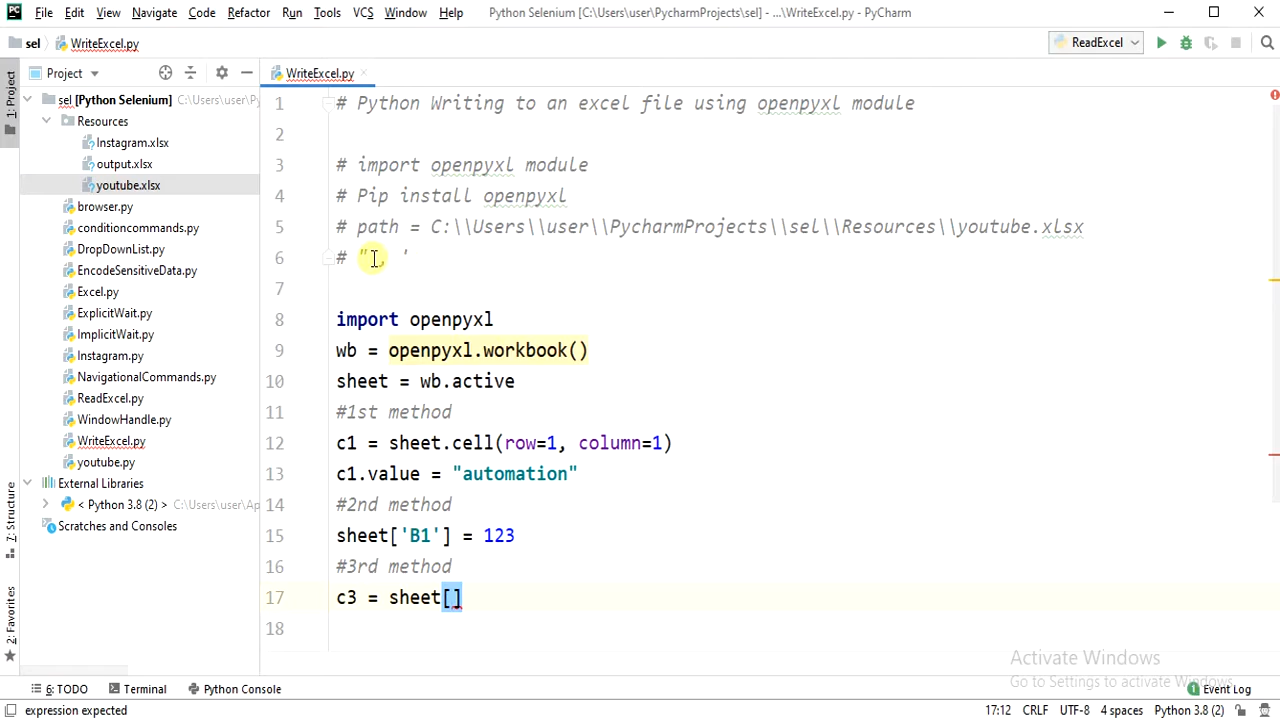 File Edit View Navigate Code Refactor Run Tools VCS Window Help Python Selenium [C:\Users\user\PycharmProjects\sel] - ...\WriteExcel.py - PyCharm
sel WriteExcel.py ReadExcel
1: Project
Project
WriteExcel.py
sel [Python Selenium] C:\Users\user\Py
Resources
Instagram.xlsx
output.xlsx
youtube.xlsx
browser.py
conditioncommands.py
DropDownList.py
EncodeSensitiveData.py
Excel.py
ExplicitWait.py
ImplicitWait.py
Instagram.py
NavigationalCommands.py
ReadExcel.py
WindowHandle.py
WriteExcel.py
youtube.py
External Libraries
< Python 3.8 (2) > C:\Users\user\Ap
Scratches and Consoles
7: Structure
2: Favorites
1 # Python Writing to an excel file using openpyxl module
2
3 # import openpyxl module
4 # Pip install openpyxl
5 # path = C:\\Users\\user\\PycharmProjects\\sel\\Resources\\youtube.xlsx
6 # ", '
7
8 import openpyxl
9 wb = openpyxl.workbook()
10 sheet = wb.active
11 #1st method
12 c1 = sheet.cell(row=1, column=1)
13 c1.value = "automation"
14 #2nd method
15 sheet['B1'] = 123
16 #3rd method
17 c3 = sheet[]
18
Activate Windows
Go to Settings to activate Windows.
6: TODO Terminal Python Console 1 Event Log
expression expected 17:12 CRLF UTF-8 4 spaces Python 3.8 (2)